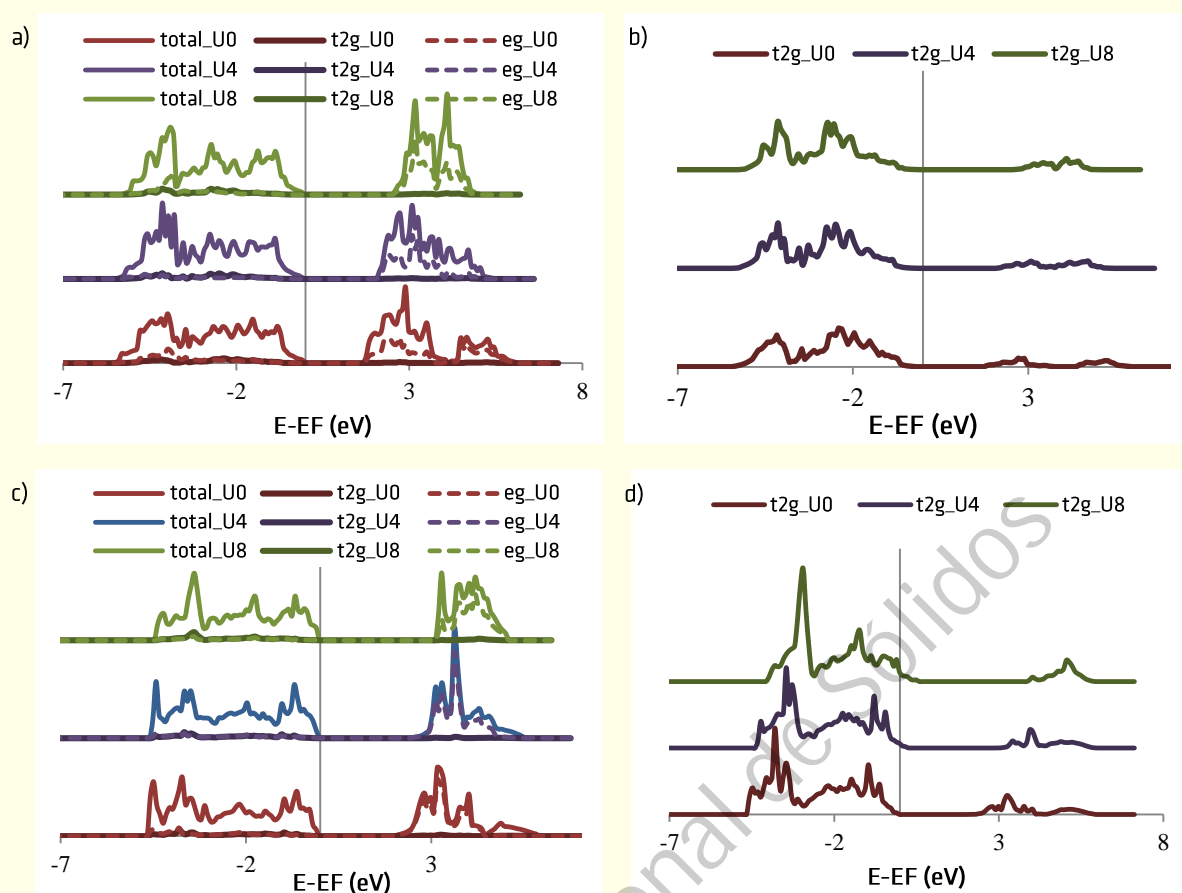 a)
total_U0 t2g_U0 eg_U0
total_U4 t2g_U4 eg_U4
total_U8 t2g_U8 eg_U8
-7 -2 3 8
E-EF (eV)
b)
t2g_U0 t2g_U4 t2g_U8
-7 -2 3
E-EF (eV)
c)
total_U0 t2g_U0 eg_U0
total_U4 t2g_U4 eg_U4
total_U8 t2g_U8 eg_U8
-7 -2 3
E-EF (eV)
d)
t2g_U0 t2g_U4 t2g_U8
-7 -2 3 8
E-EF (eV)
onal de Sólidos